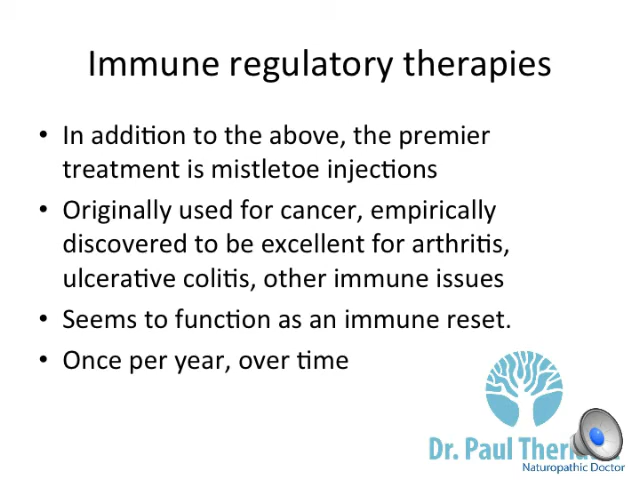 Immune regulatory therapies
• In addition to the above, the premier
treatment is mistletoe injections
• Originally used for cancer, empirically
discovered to be excellent for arthritis,
ulcerative colitis, other immune issues
• Seems to function as an immune reset.
• Once per year, over time
Dr. Paul
Naturopathic Doctor